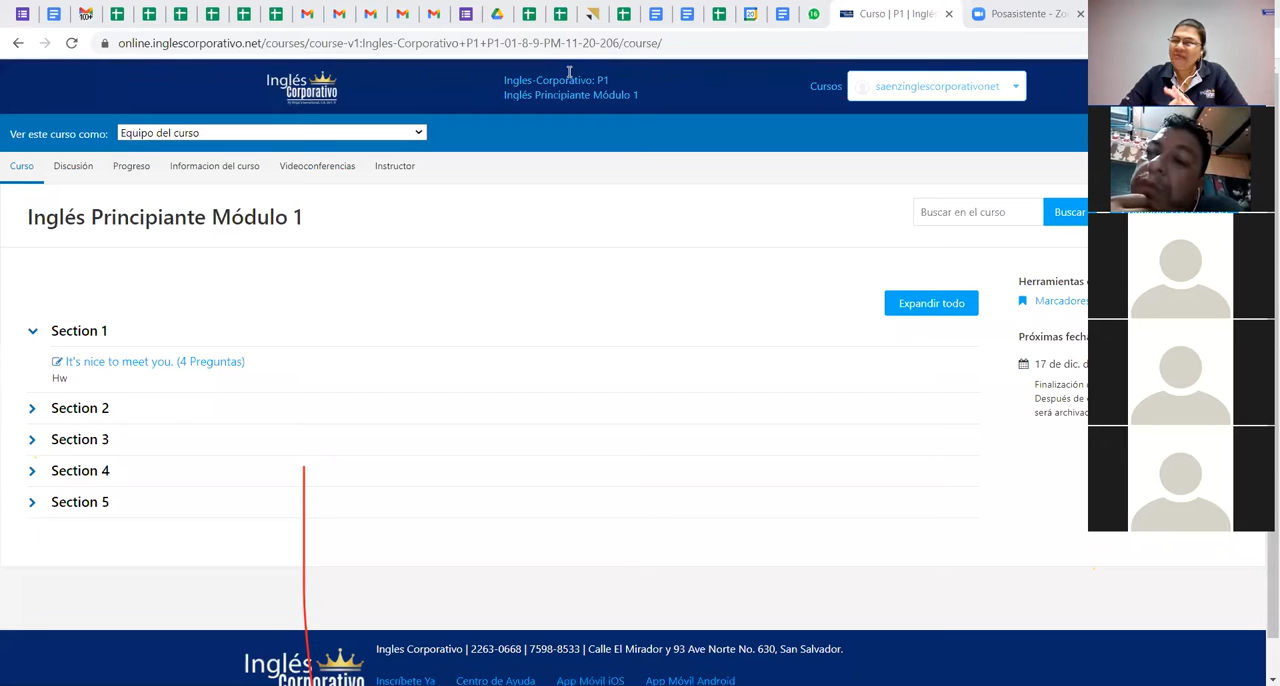 Curso | P1 | Inglés
Posasistente - Zo
online.inglescorporativo.net/courses/course-v1:Ingles-Corporativo+P1+P1-01-8-9-PM-11-20-206/course/
Inglés
Corporativo
Ingles-Corporativo: P1
Inglés Principiante Módulo 1
Cursos
saenzinglescorporativonet
Ver este curso como:
Equipo del curso
Curso
Discusión
Progreso
Informacion del curso
Videoconferencias
Instructor
Inglés Principiante Módulo 1
Buscar en el curso
Buscar
Herramientas
Expandir todo
Marcadores
Section 1
Próximas fech
It's nice to meet you. (4 Preguntas)
17 de dic. d
Hw
Finalización
Después de
será archiva
Section 2
Section 3
Section 4
Section 5
Inglés
Corporativo
Ingles Corporativo | 2263-0668 | 7598-8533 | Calle El Mirador y 93 Ave Norte No. 630, San Salvador.
Inscríbete Ya
Centro de Ayuda
App Móvil iOS
App Móvil Android